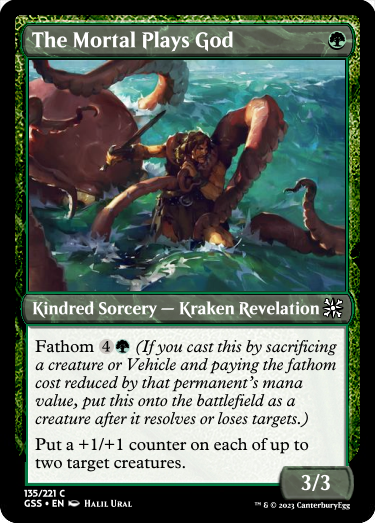 The Mortal Plays God
Kindred Sorcery — Kraken Revelation
Fathom 4 (If you cast this by sacrificing
a creature or Vehicle and paying the fathom
cost reduced by that permanent's mana
value, put this onto the battlefield as a
creature after it resolves or loses targets.)
Put a +1/+1 counter on each of up to
two target creatures.
3/3
135/221 C
GSS • EN Halil Ural
™ & © 2023 CanterburyEgg